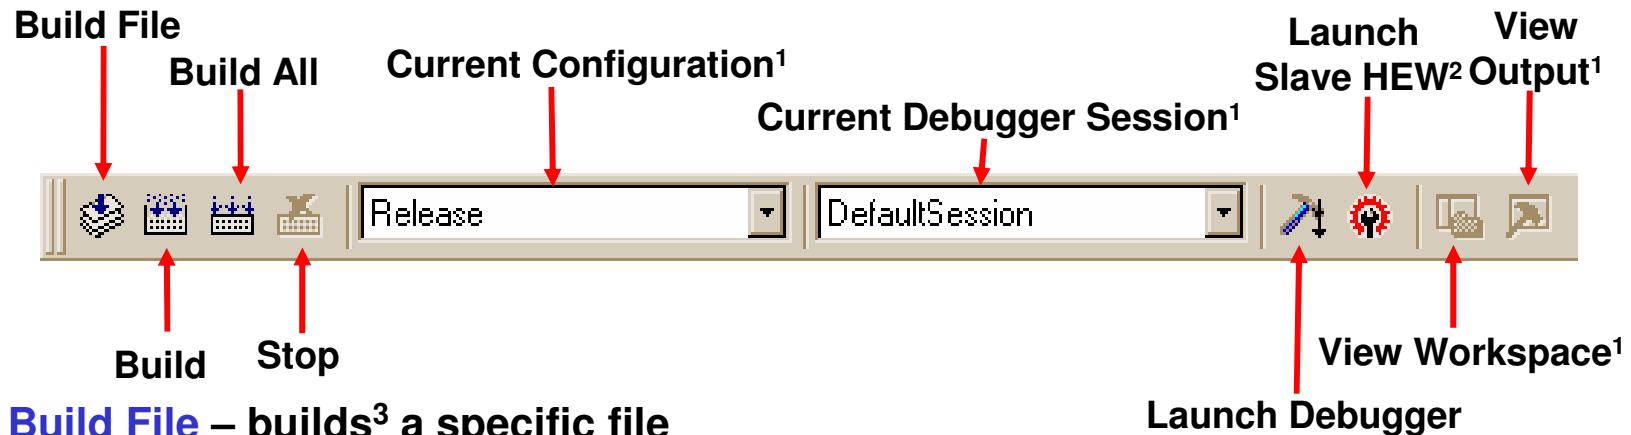 Build File
Build All
Current Configuration¹
Current Debugger Session¹
Launch
Slave HEW²
View
Output¹
Release
DefaultSession
Build
Stop
View Workspace¹
Launch Debugger
Build File – builds³ a specific file